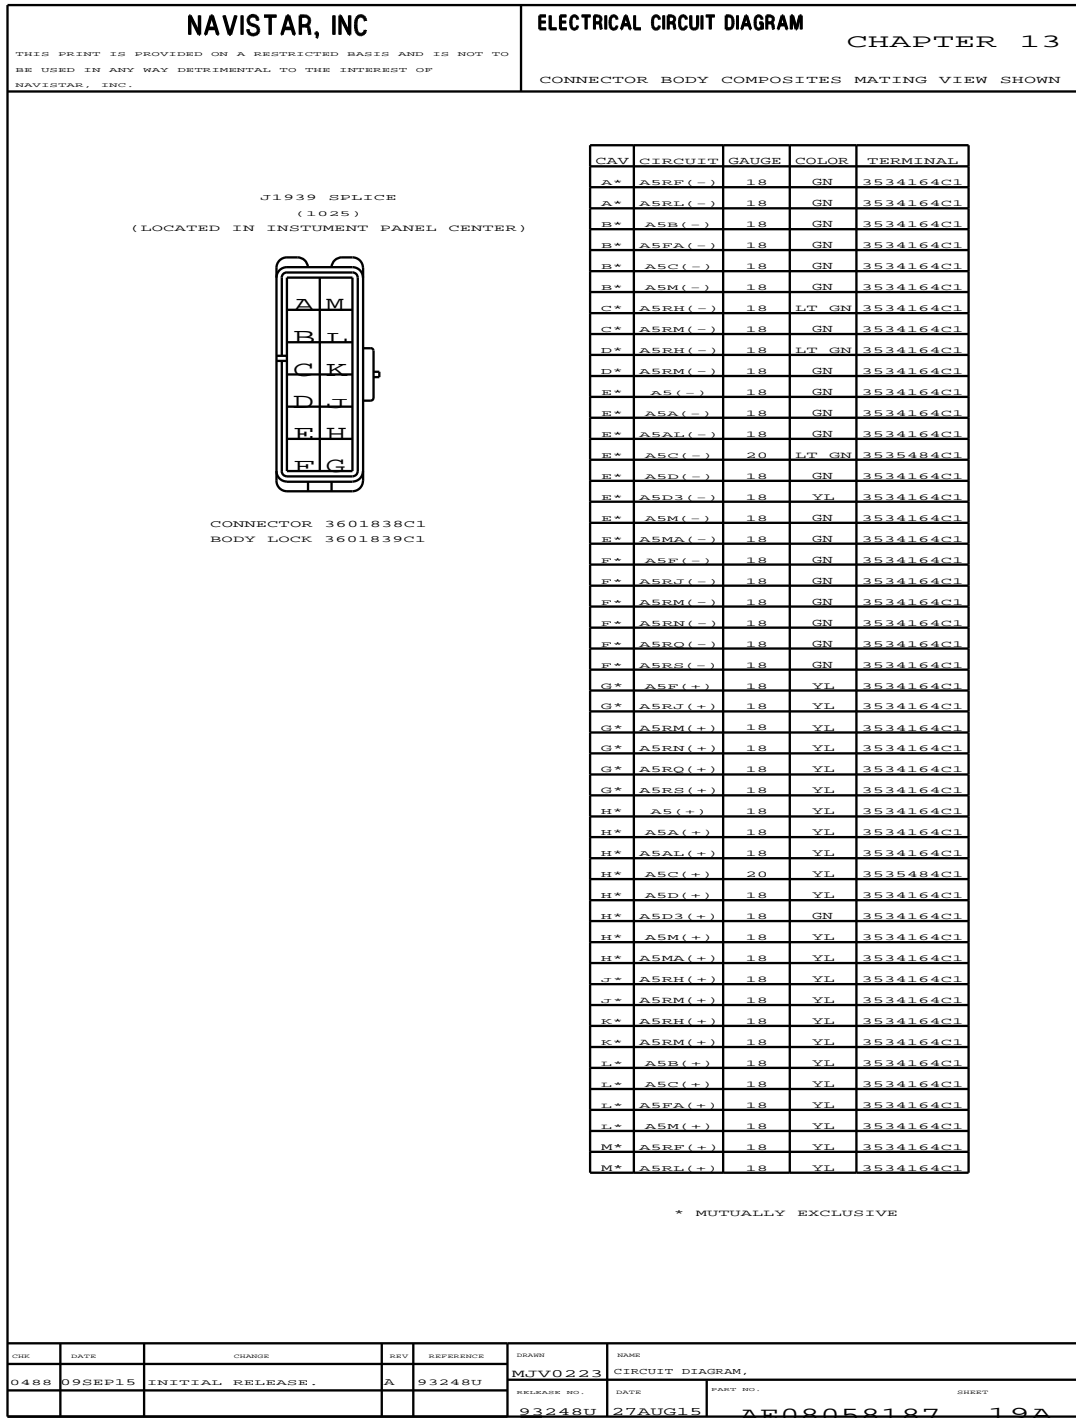 NAVISTAR, INC
THIS PRINT IS PROVIDED ON A RESTRICTED BASIS AND IS NOT TO
BE USED IN ANY WAY DETRIMENTAL TO THE INTEREST OF
NAVISTAR, INC.
ELECTRICAL CIRCUIT DIAGRAM
CHAPTER 13
CONNECTOR BODY COMPOSITES MATING VIEW SHOWN
J1939 SPLICE
(1025)
(LOCATED IN INSTUMENT PANEL CENTER)
A M
B L
C K
D J
E H
F G
CONNECTOR 3601838C1
BODY LOCK 3601839C1
CAV CIRCUIT GAUGE COLOR TERMINAL
A* A5RF(-) 18 GN 3534164C1
A* A5RL(-) 18 GN 3534164C1
B* A5B(-) 18 GN 3534164C1
B* A5FA(-) 18 GN 3534164C1
B* A5C(-) 18 GN 3534164C1
B* A5M(-) 18 GN 3534164C1
C* A5RH(-) 18 LT GN 3534164C1
C* A5RM(-) 18 GN 3534164C1
D* A5RH(-) 18 LT GN 3534164C1
D* A5RM(-) 18 GN 3534164C1
E* A5(-) 18 GN 3534164C1
E* A5A(-) 18 GN 3534164C1
E* A5AL(-) 18 GN 3534164C1
E* A5C(-) 20 LT GN 3535484C1
E* A5D(-) 18 GN 3534164C1
E* A5D3(-) 18 YL 3534164C1
E* A5M(-) 18 GN 3534164C1
E* A5MA(-) 18 GN 3534164C1
F* A5F(-) 18 GN 3534164C1
F* A5RJ(-) 18 GN 3534164C1
F* A5RM(-) 18 GN 3534164C1
F* A5RN(-) 18 GN 3534164C1
F* A5RQ(-) 18 GN 3534164C1
F* A5RS(-) 18 GN 3534164C1
G* A5F(+) 18 YL 3534164C1
G* A5RJ(+) 18 YL 3534164C1
G* A5RM(+) 18 YL 3534164C1
G* A5RN(+) 18 YL 3534164C1
G* A5RQ(+) 18 YL 3534164C1
G* A5RS(+) 18 YL 3534164C1
H* A5(+) 18 YL 3534164C1
H* A5A(+) 18 YL 3534164C1
H* A5AL(+) 18 YL 3534164C1
H* A5C(+) 20 YL 3535484C1
H* A5D(+) 18 YL 3534164C1
H* A5D3(+) 18 GN 3534164C1
H* A5M(+) 18 YL 3534164C1
H* A5MA(+) 18 YL 3534164C1
J* A5RH(+) 18 YL 3534164C1
J* A5RM(+) 18 YL 3534164C1
K* A5RH(+) 18 YL 3534164C1
K* A5RM(+) 18 YL 3534164C1
L* A5B(+) 18 YL 3534164C1
L* A5C(+) 18 YL 3534164C1
L* A5FA(+) 18 YL 3534164C1
L* A5M(+) 18 YL 3534164C1
M* A5RF(+) 18 YL 3534164C1
M* A5RL(+) 18 YL 3534164C1
* MUTUALLY EXCLUSIVE
CHK DATE CHANGE REV REFERENCE
0488 09SEP15 INITIAL RELEASE. A 93248U
DRAWN
MJV0223
NAME
CIRCUIT DIAGRAM,
RELEASE NO. DATE PART NO. SHEET
93248U 27AUG15 AE08058187 19A